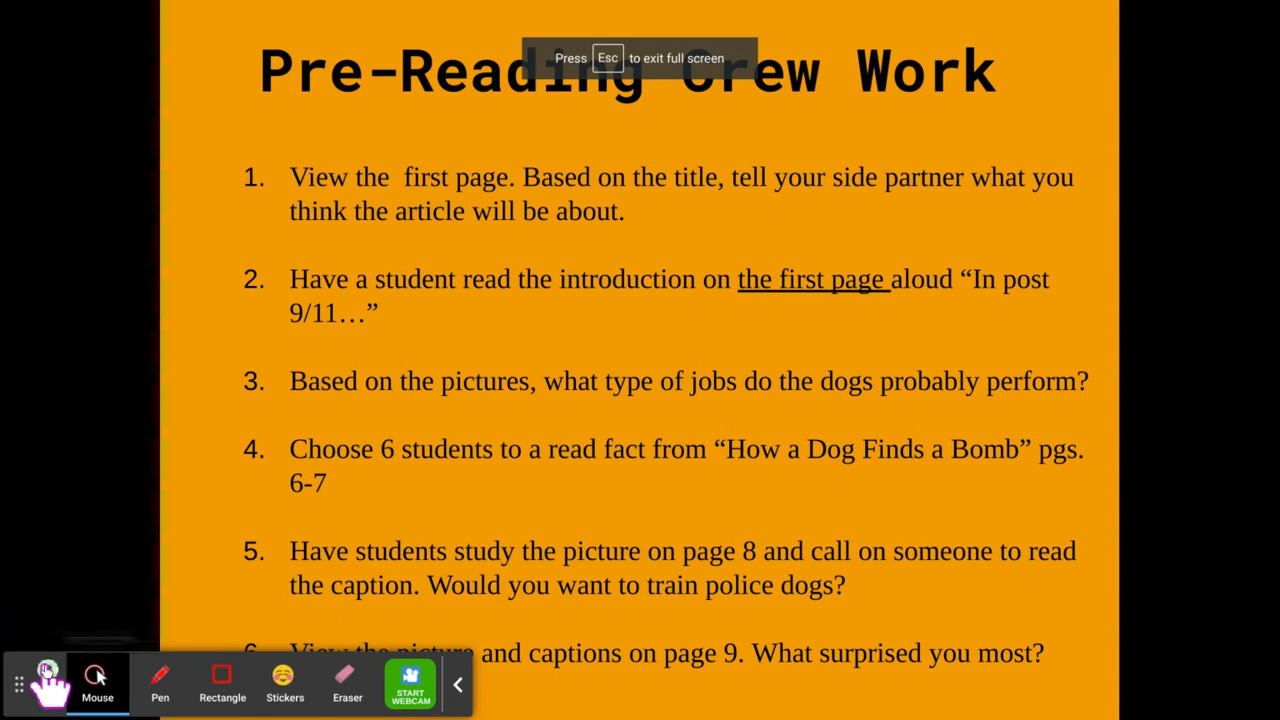 Pre-Reading Crew Work
Press Esc to exit full screen
1. View the first page. Based on the title, tell your side partner what you
think the article will be about.
2. Have a student read the introduction on the first page aloud “In post
9/11…”
3. Based on the pictures, what type of jobs do the dogs probably perform?
4. Choose 6 students to a read fact from “How a Dog Finds a Bomb” pgs.
6-7
5. Have students study the picture on page 8 and call on someone to read
the caption. Would you want to train police dogs?
6. View the picture and captions on page 9. What surprised you most?
Mouse
Pen
Rectangle
Stickers
Eraser
START
WEBCAM